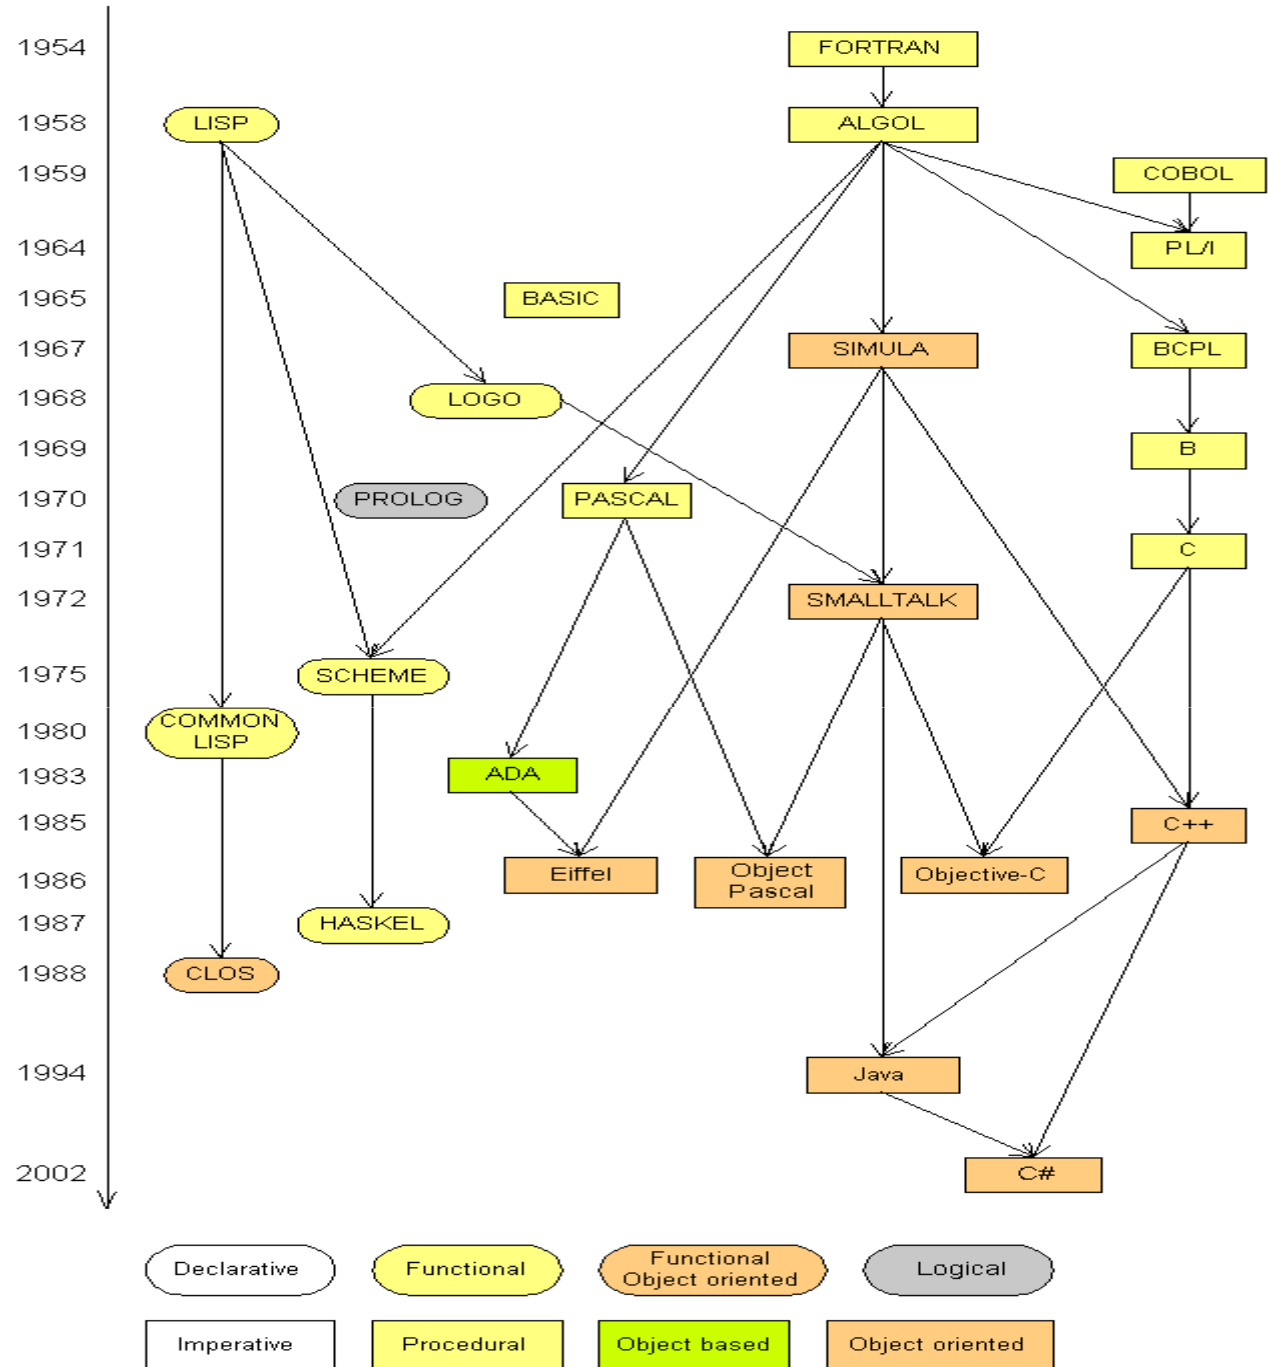 1954
FORTRAN
1958
LISP
ALGOL
1959
COBOL
1964
PL/I
1965
BASIC
1967
SIMULA
BCPL
1968
LOGO
1969
B
1970
PROLOG
PASCAL
1971
C
1972
SMALLTALK
1975
SCHEME
1980
COMMON
LISP
1983
ADA
1985
C++
1986
Eiffel
Object
Pascal
Objective-C
1987
HASKEL
1988
CLOS
1994
Java
2002
C#
Declarative
Functional
Functional
Object oriented
Logical
Imperative
Procedural
Object based
Object oriented